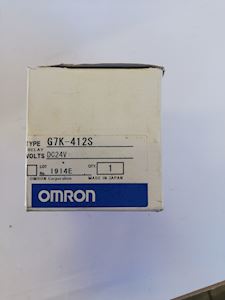 TYPE G7K-412S
RELAY
VOLTS DC24V
LOT No. 1914E QTY 1
OMRON Corporation MADE IN JAPAN
OMRON